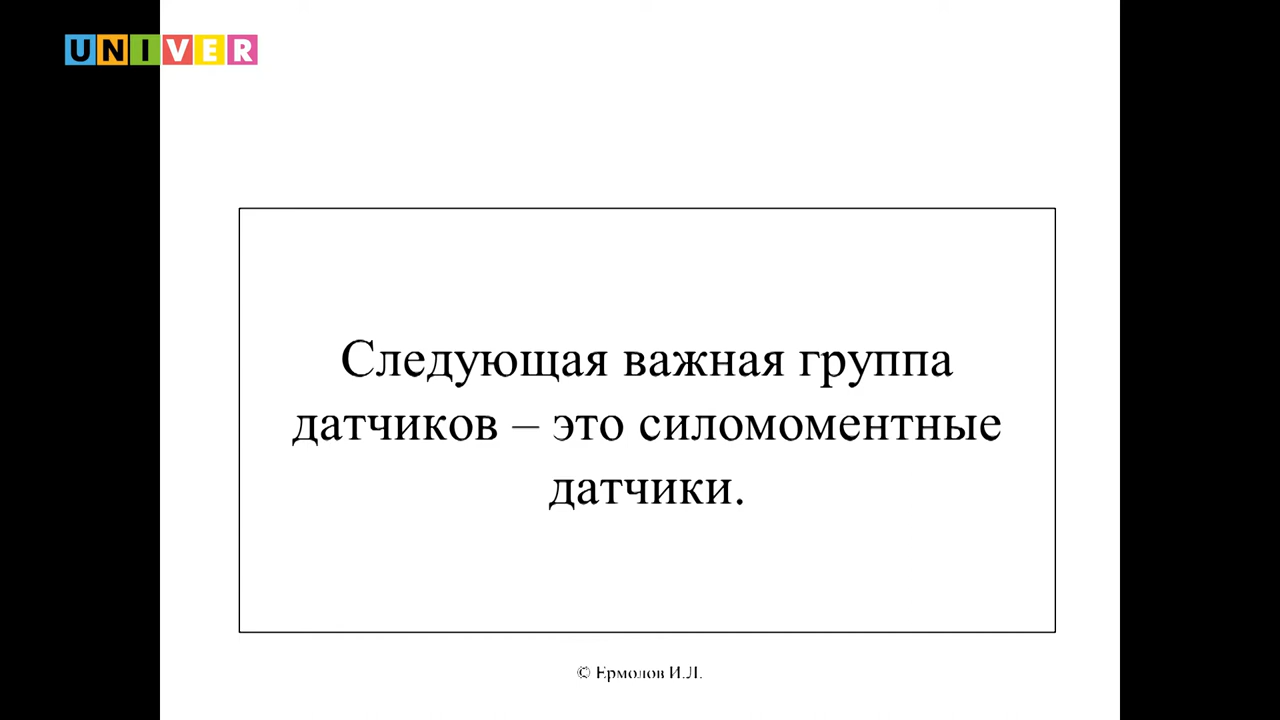 UNIVER
Следующая важная группа
датчиков – это силомоментные
датчики.
© Ермолов И.Л.